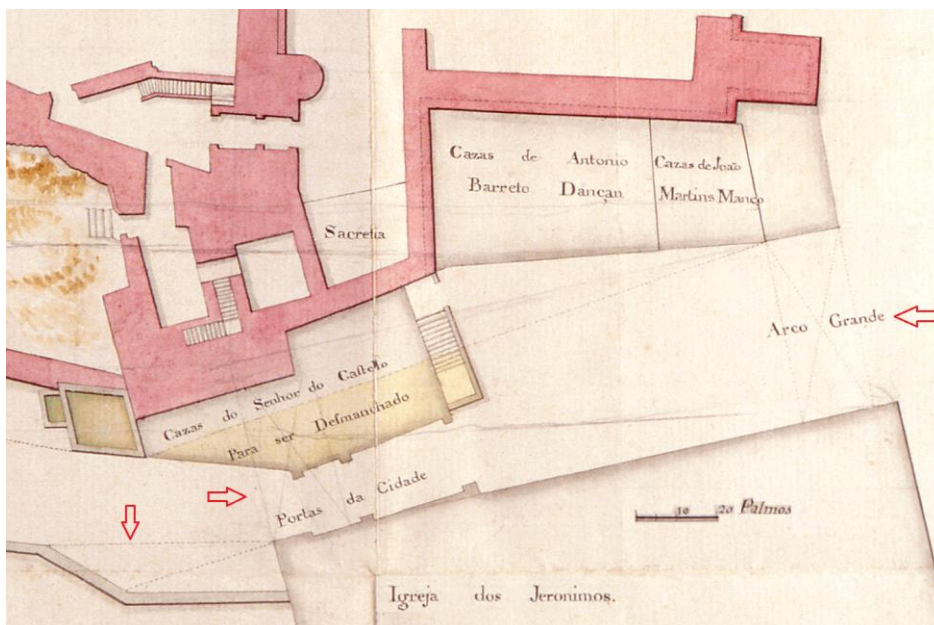 Cazas de Antonio
Barreto Dançan
Cazas de João
Martins Manço
Sacretia
Arco Grande
Cazas do Senhor do Castello
Para ser Desmanchado
Portas da Cidade
10 20 Palmos
Igreja dos Jeronimos.